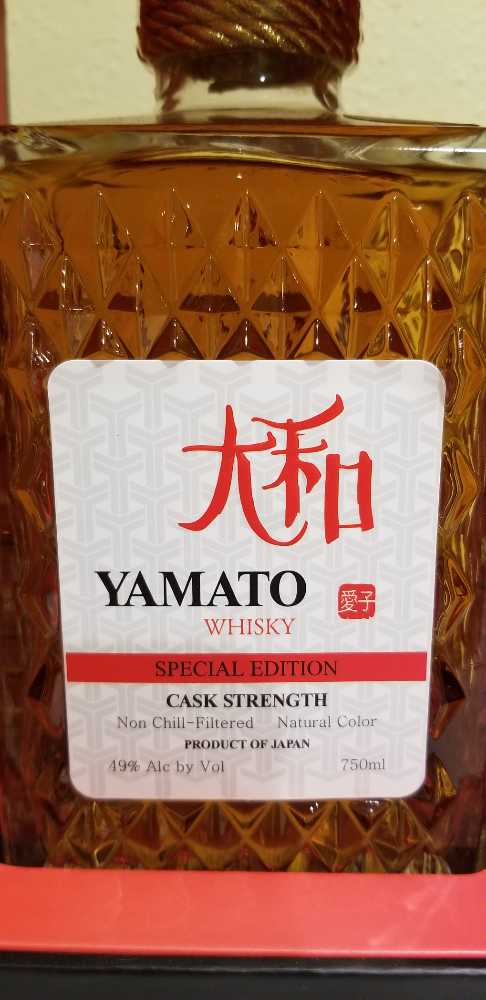 大和
YAMATO
愛子
WHISKY
SPECIAL EDITION
CASK STRENGTH
Non Chill-Filtered Natural Color
PRODUCT OF JAPAN
49% Alc by Vol 750ml